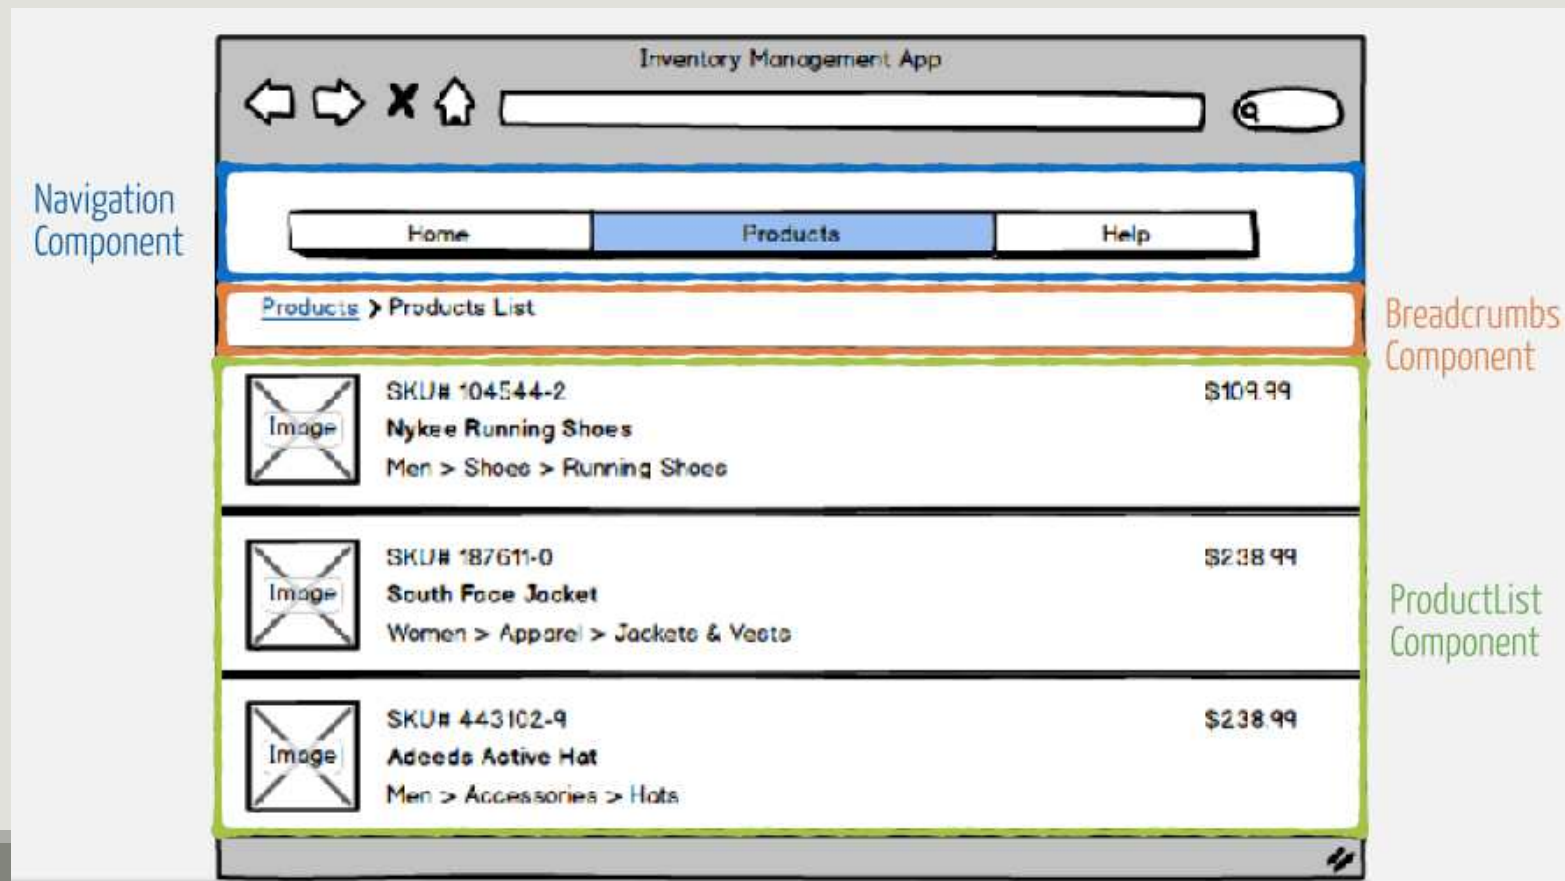 Inventory Management App
Navigation
Component
Home
Products
Help
Products > Products List
Breadcrumbs
Component
Image
SKU# 104544-2
$109.99
Nykee Running Shoes
Men > Shoes > Running Shoes
Image
SKU# 187611-0
$238.99
South Face Jacket
Women > Apparel > Jackets & Vests
ProductList
Component
Image
SKU# 443102-9
$238.99
Adeeds Active Hat
Men > Accessories > Hats